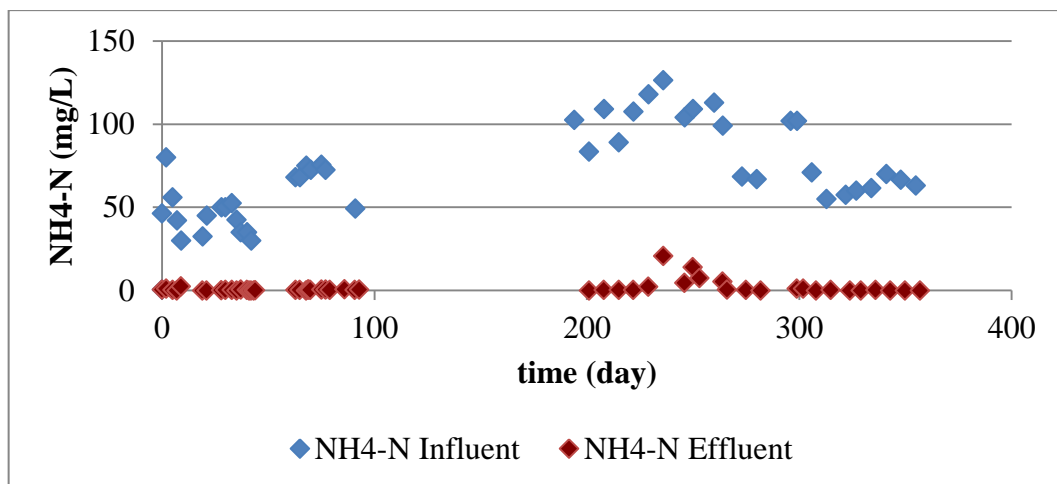 NH4-N (mg/L)
150
100
50
0
0 100 200 300 400
time (day)
NH4-N Influent NH4-N Effluent